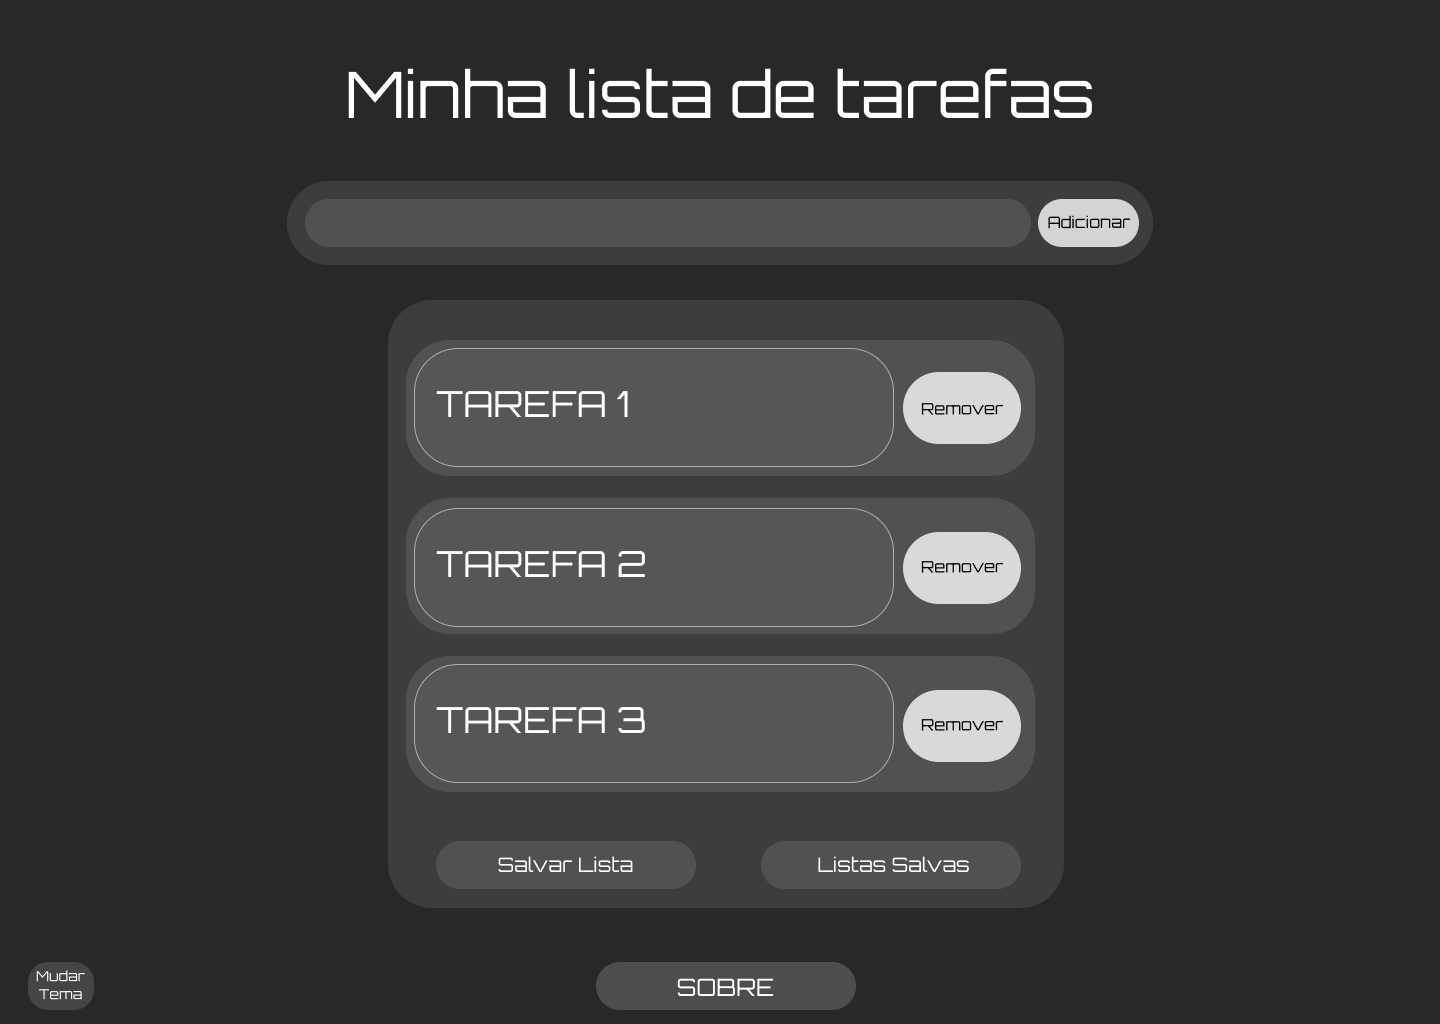 Minha lista de tarefas
Adicionar
TAREFA 1
Remover
TAREFA 2
Remover
TAREFA 3
Remover
Salvar Lista
Listas Salvas
Mudar
Tema
SOBRE